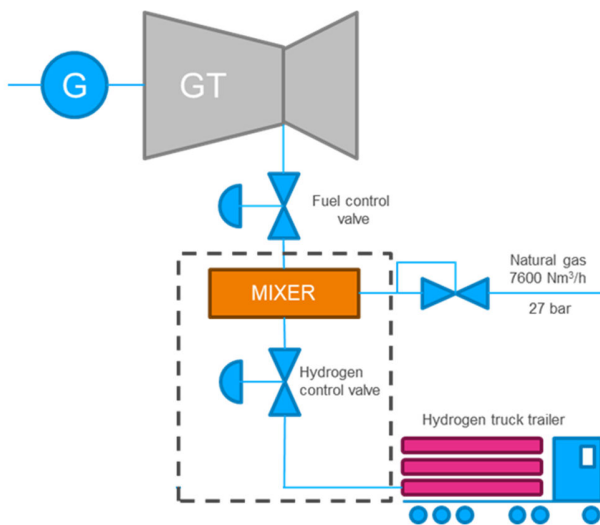 G
GT
Fuel control
valve
MIXER
Natural gas
7600 Nm³/h
27 bar
Hydrogen
control valve
Hydrogen truck trailer